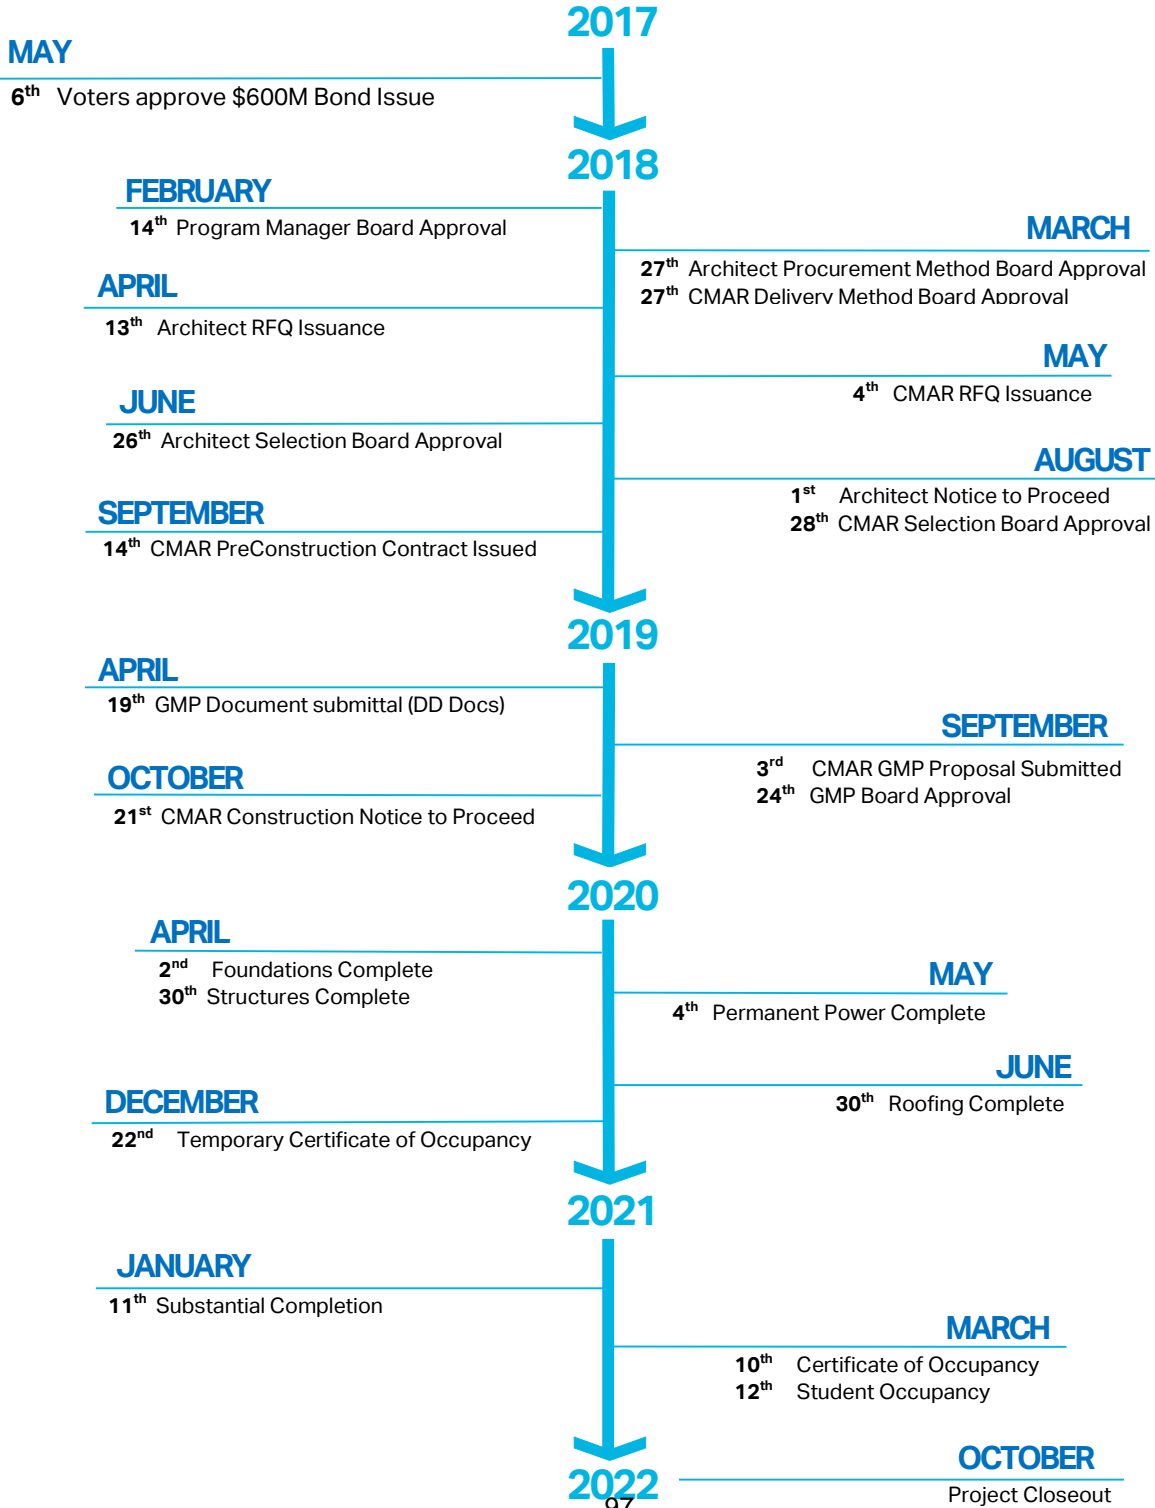 2017
MAY
6th Voters approve $600M Bond Issue
2018
FEBRUARY
14th Program Manager Board Approval
MARCH
27th Architect Procurement Method Board Approval
27th CMAR Delivery Method Board Approval
APRIL
13th Architect RFQ Issuance
MAY
4th CMAR RFQ Issuance
JUNE
26th Architect Selection Board Approval
AUGUST
1st Architect Notice to Proceed
28th CMAR Selection Board Approval
SEPTEMBER
14th CMAR PreConstruction Contract Issued
2019
APRIL
19th GMP Document submittal (DD Docs)
SEPTEMBER
3rd CMAR GMP Proposal Submitted
24th GMP Board Approval
OCTOBER
21st CMAR Construction Notice to Proceed
2020
APRIL
2nd Foundations Complete
30th Structures Complete
MAY
4th Permanent Power Complete
JUNE
30th Roofing Complete
DECEMBER
22nd Temporary Certificate of Occupancy
2021
JANUARY
11th Substantial Completion
MARCH
10th Certificate of Occupancy
12th Student Occupancy
2022
OCTOBER
Project Closeout
97